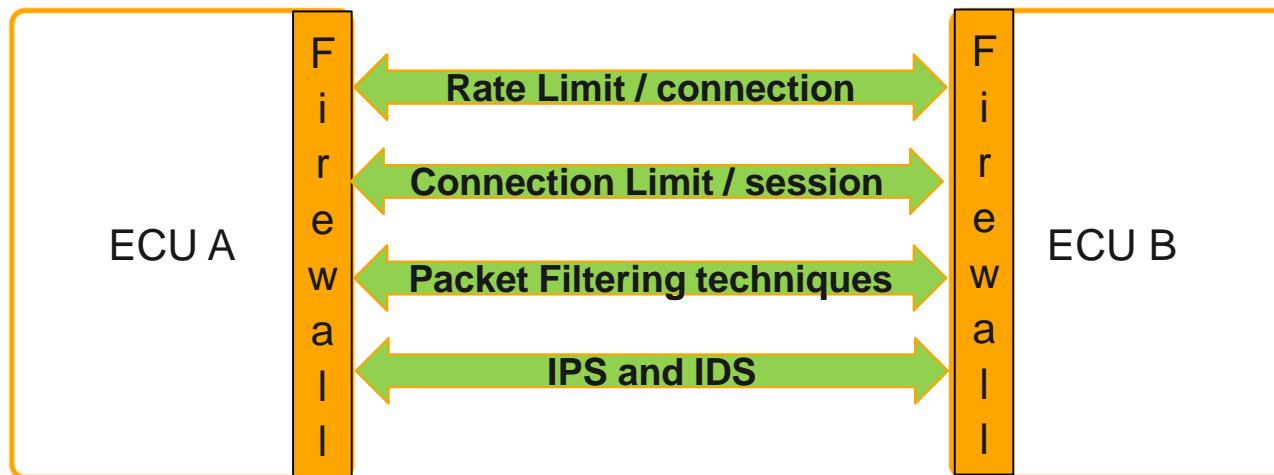 ECU A
Firewall
Rate Limit / connection
Connection Limit / session
Packet Filtering techniques
IPS and IDS
Firewall
ECU B